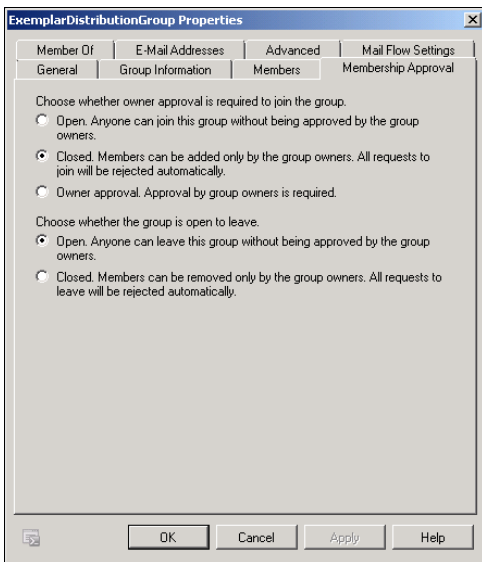 ExemplarDistributionGroup Properties
Member Of E-Mail Addresses Advanced Mail Flow Settings
General Group Information Members Membership Approval
Choose whether owner approval is required to join the group.
Open. Anyone can join this group without being approved by the group
owners.
Closed. Members can be added only by the group owners. All requests to
join will be rejected automatically.
Owner approval. Approval by group owners is required.
Choose whether the group is open to leave.
Open. Anyone can leave this group without being approved by the group
owners.
Closed. Members can be removed only by the group owners. All requests to
leave will be rejected automatically.
OK Cancel Apply Help